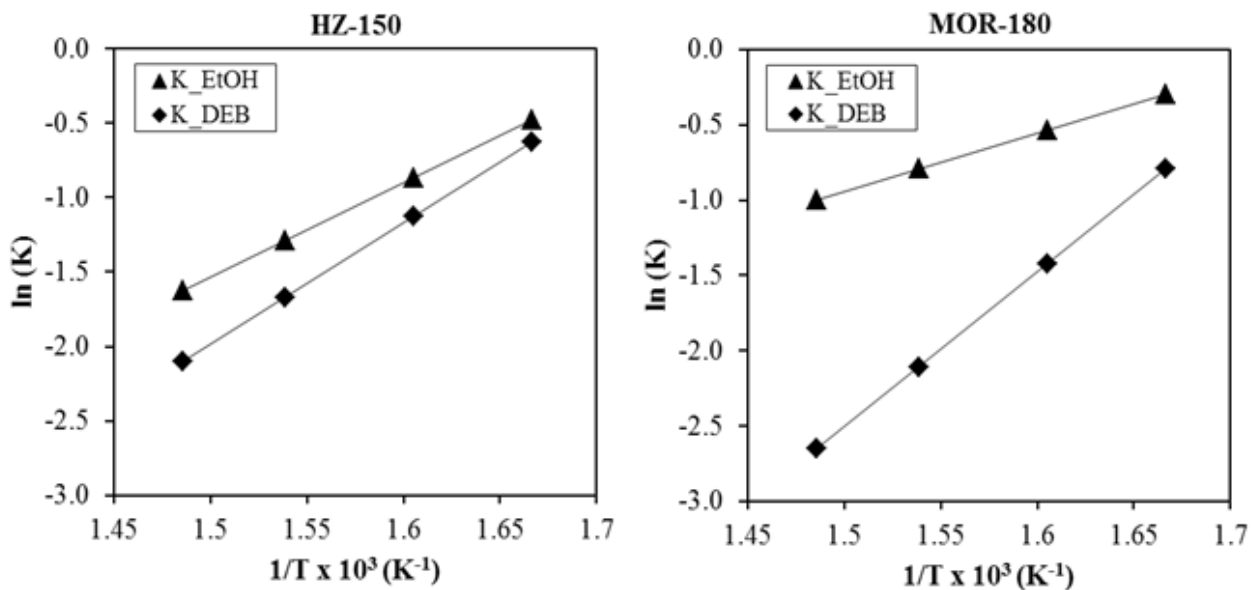 HZ-150
▲ K_EtOH
◆ K_DEB
0.0
-0.5
-1.0
-1.5
-2.0
-2.5
-3.0
ln (K)
1.45 1.5 1.55 1.6 1.65 1.7
1/T x 10³ (K⁻¹)
MOR-180
▲ K_EtOH
◆ K_DEB
0.0
-0.5
-1.0
-1.5
-2.0
-2.5
-3.0
ln (K)
1.45 1.5 1.55 1.6 1.65 1.7
1/T x 10³ (K⁻¹)